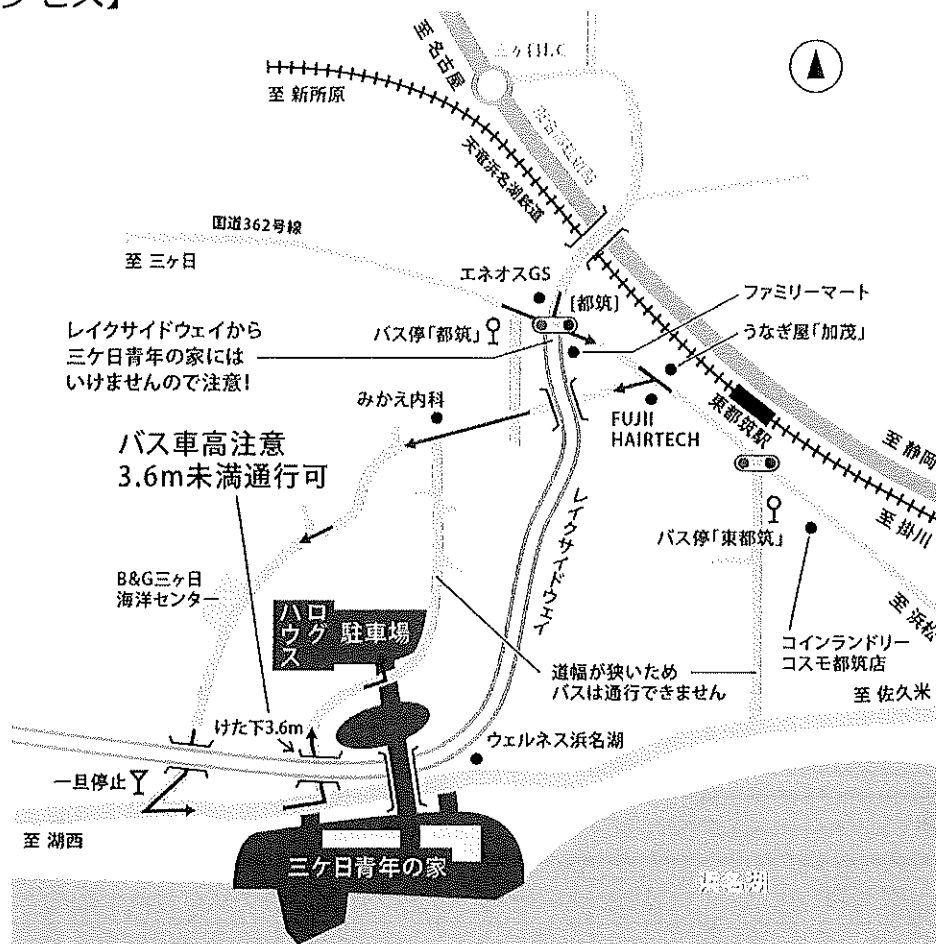 セス】
至 名古屋
三ヶ日I.C
至 新所原
天竜浜名湖鉄道
国道362号線
至 三ヶ日
エネオスGS
[都筑]
ファミリーマート
バス停「都筑」
うなぎ屋「加茂」
レイクサイドウェイから
三ケ日青年の家には
いけませんので注意!
みかえ内科
FUJII
HAIRTECH
東都筑駅
至 静岡
バス車高注意
3.6m未満通行可
至 掛川
バス停「東都筑」
レイクサイドウェイ
B&G三ヶ日
海洋センター
至 浜松
ログ
ハウス
駐車場
コインランドリー
コスモ都筑店
道幅が狭いため
バスは通行できません
至 佐久米
けた下3.6m
ウェルネス浜名湖
一旦停止
至 湖西
三ケ日青年の家
浜名湖